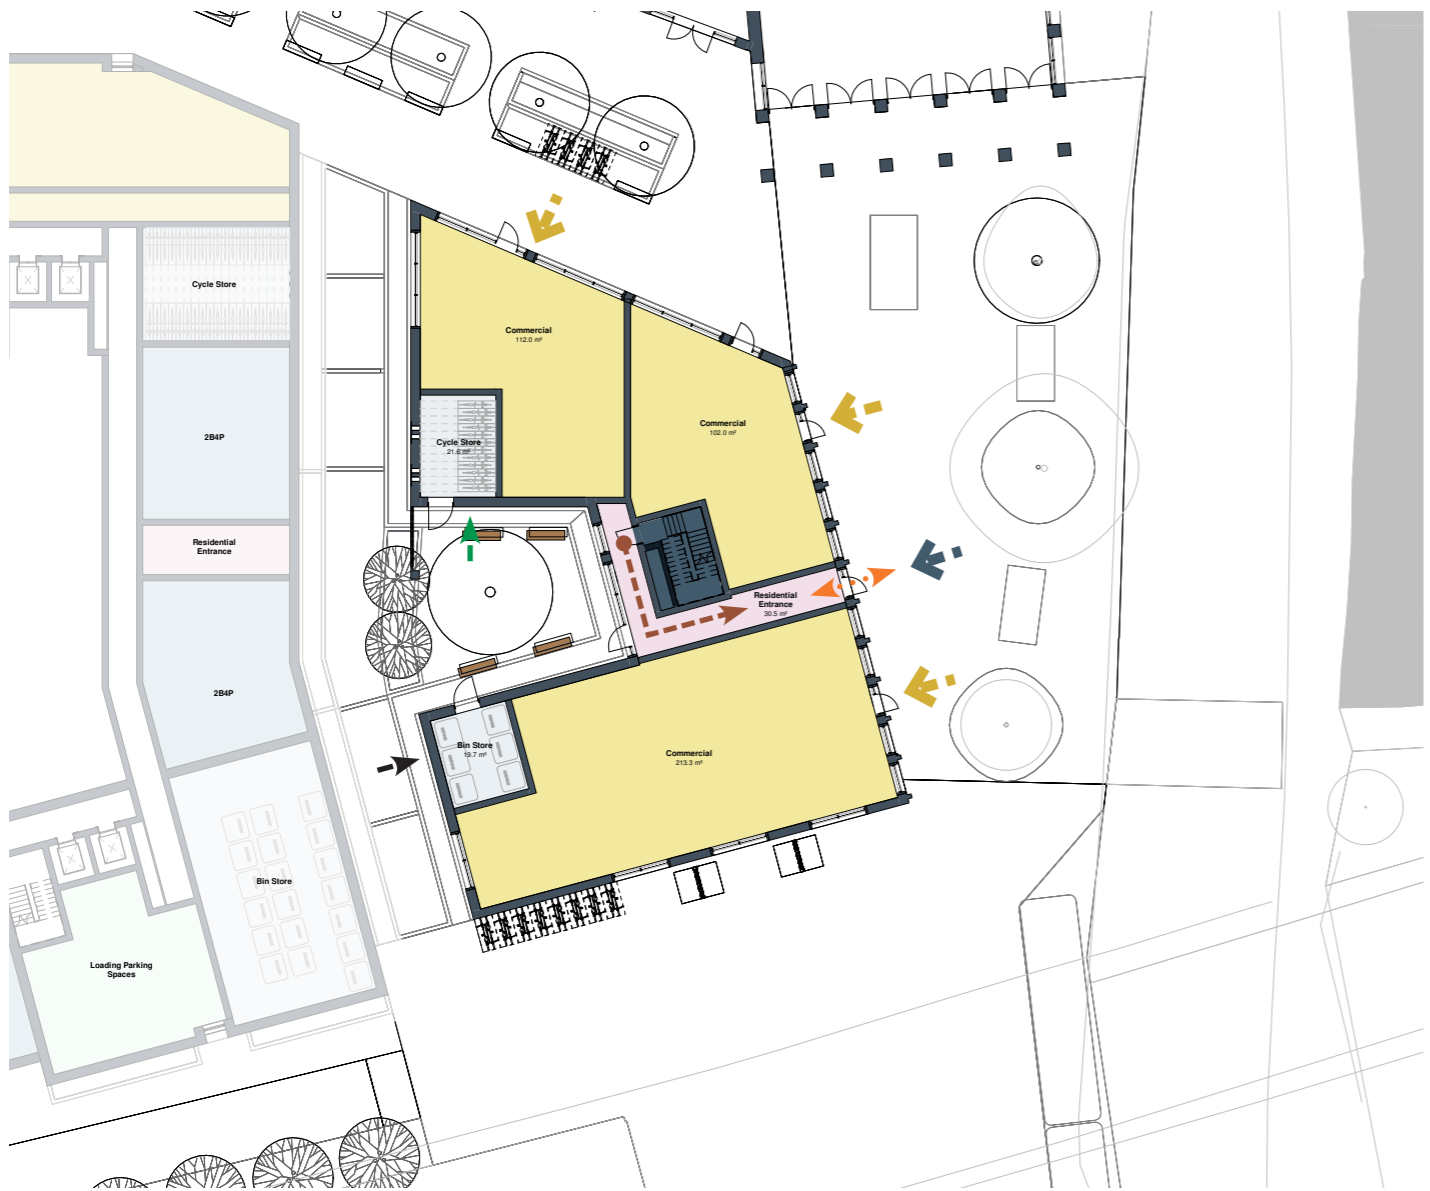 Cycle Store
Commercial
112.0 m²
Commercial
102.0 m²
2B4P
Cycle Store
21.6 m²
Residential
Entrance
Residential
Entrance
30.5 m²
2B4P
Bin Store
19.7 m²
Commercial
213.3 m²
Bin Store
Loading Parking
Spaces